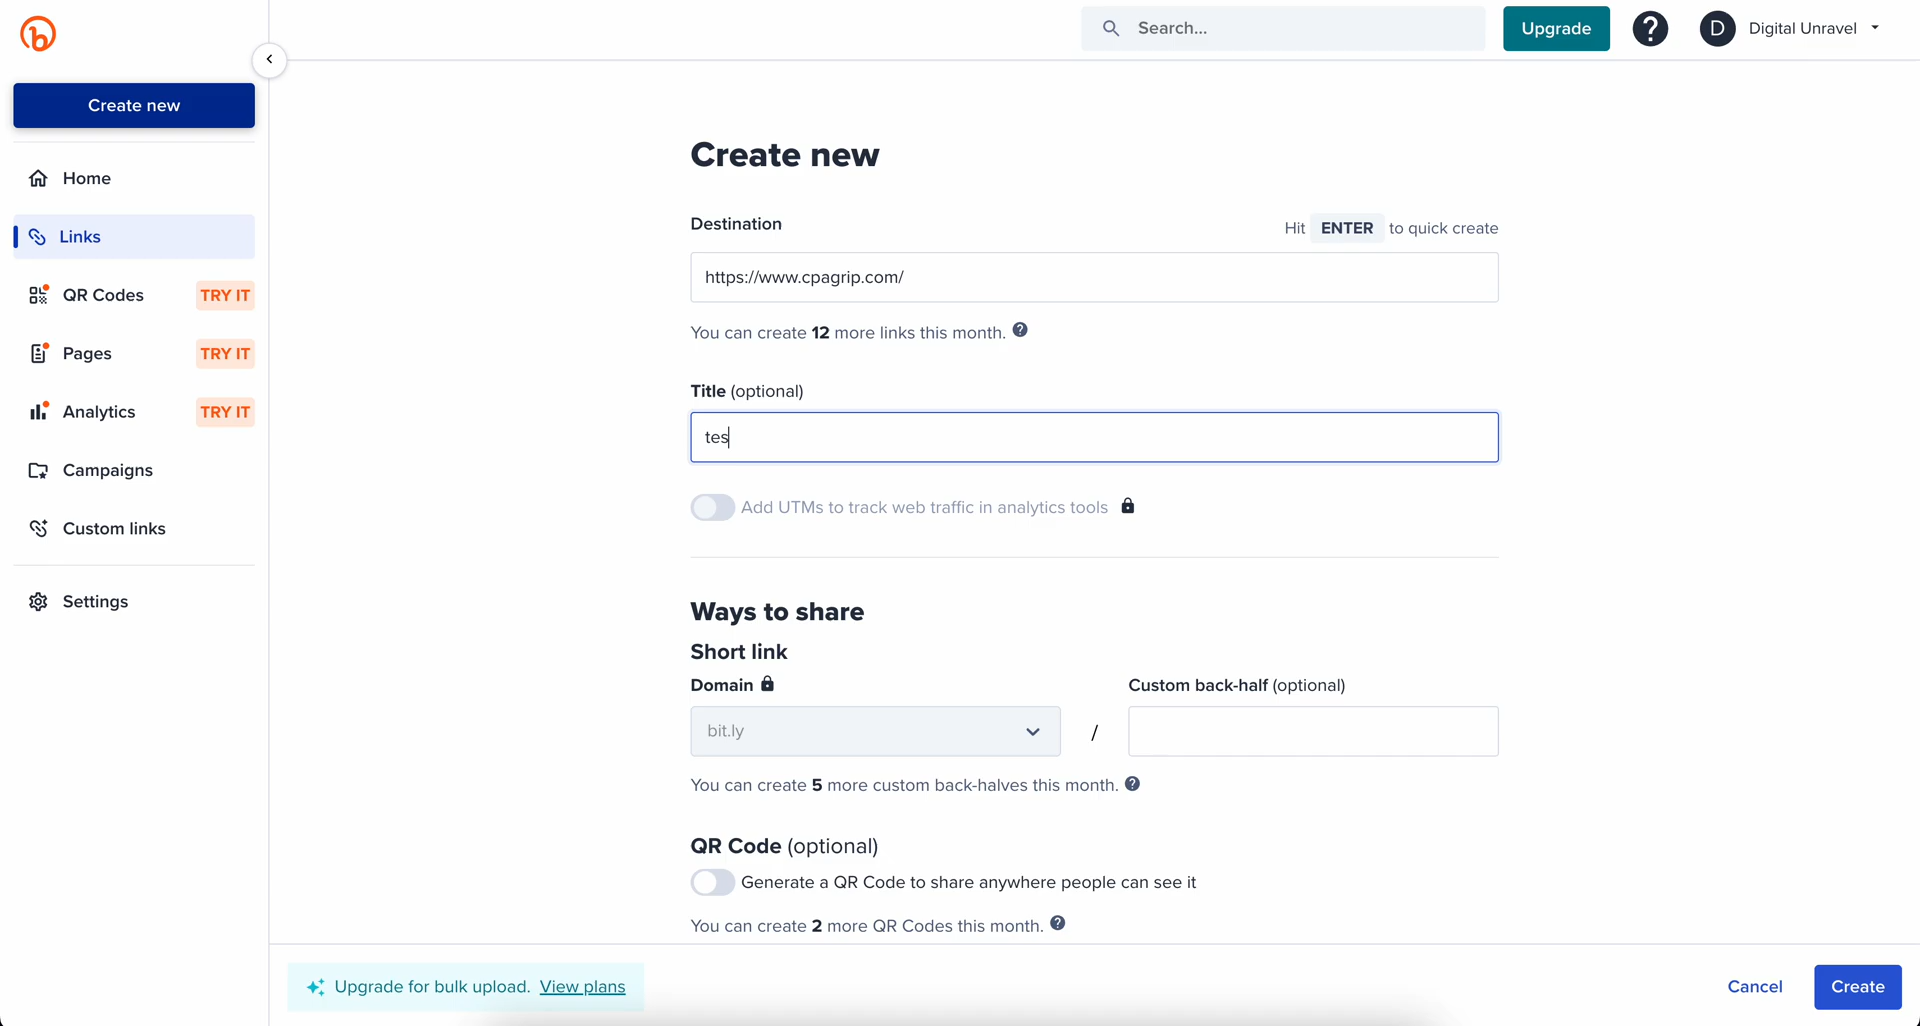 b
Search...
Upgrade
?
D
Digital Unravel
Create new
Home
Links
QR Codes TRY IT
Pages TRY IT
Analytics TRY IT
Campaigns
Custom links
Settings
Create new
Destination
Hit ENTER to quick create
https://www.cpagrip.com/
You can create 12 more links this month. ?
Title (optional)
tes
Add UTMs to track web traffic in analytics tools
Ways to share
Short link
Domain
Custom back-half (optional)
bit.ly
/
You can create 5 more custom back-halves this month. ?
QR Code (optional)
Generate a QR Code to share anywhere people can see it
You can create 2 more QR Codes this month. ?
Upgrade for bulk upload. View plans
Cancel
Create